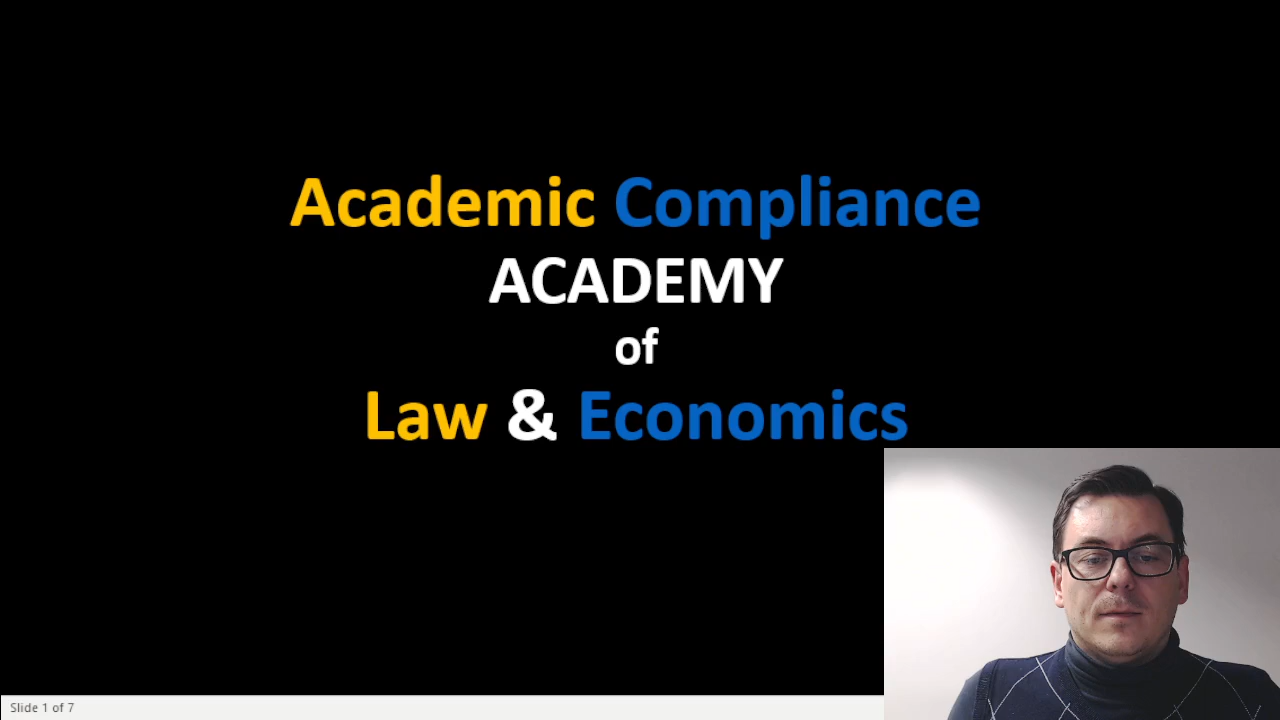 Academic Compliance
ACADEMY
of
Law & Economics
Slide 1 of 7